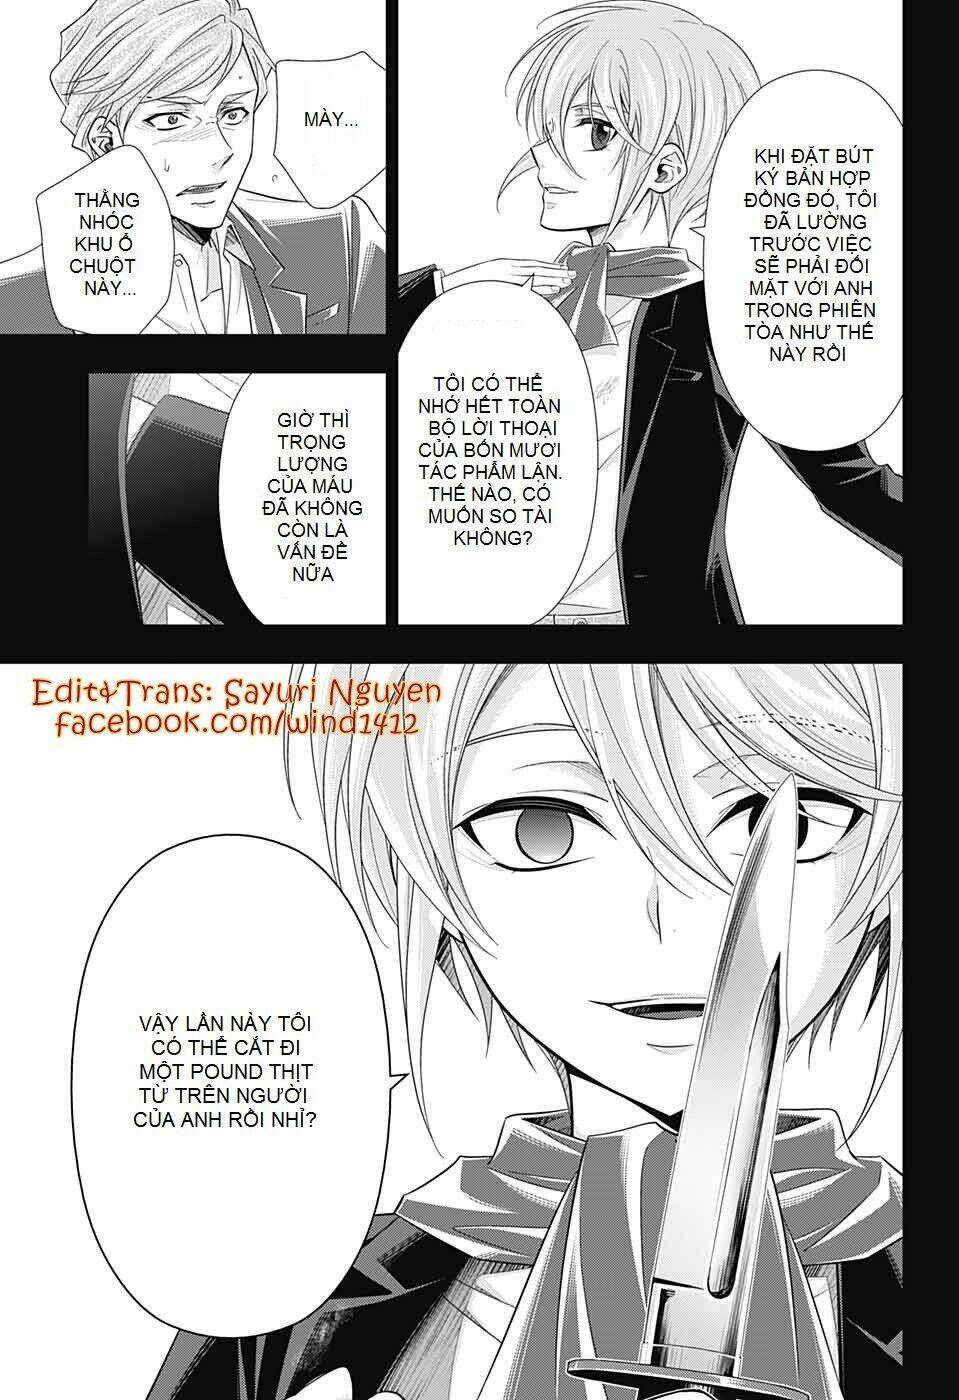 KHI ĐẶT BÚT
KÝ BẢN HỢP
ĐỒNG ĐÓ, TÔI
ĐÃ LƯỜNG
TRƯỚC VIỆC
SẼ PHẢI ĐỐI
MẶT VỚI ANH
TRONG PHIÊN
TÒA NHƯ THẾ
NÀY RỒI
TÔI CÓ THỂ
NHỚ HẾT TOÀN
BỘ LỜI THOẠI
CỦA BỐN MƯƠI
TÁC PHẨM LẬN.
THẾ NÀO, CÓ
MUỐN SO TÀI
KHÔNG?
MÀY...
THẰNG
NHÓC
KHU Ổ
CHUỘT
NÀY...
GIỜ THÌ
TRỌNG
LƯỢNG
CỦA MÁU
ĐÃ KHÔNG
CÒN LÀ
VẤN ĐỀ
NỮA
Edit&Trans: Sayuri Nguyen
facebook.com/wind1412
VẬY LẦN NÀY TÔI
CÓ THỂ CẮT ĐI
MỘT POUND THỊT
TỪ TRÊN NGƯỜI
CỦA ANH RỒI NHỈ?